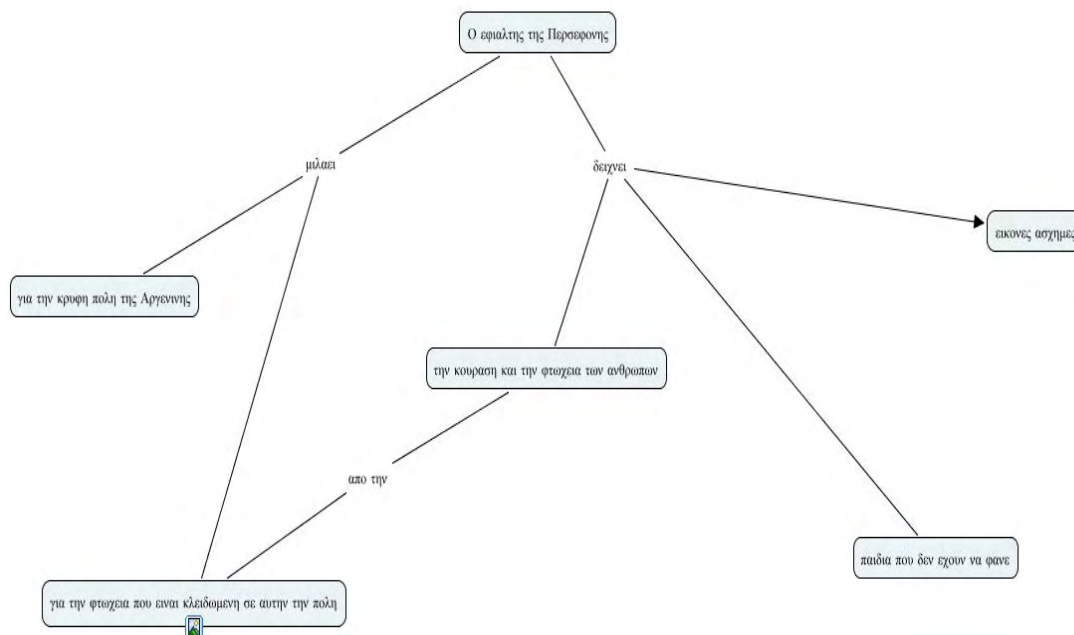 Ο εφιαλτης της Περσεφονης
μιλαει
δειχνει
εικονες ασχημες
για την κρυφη πολη της Αργενινης
την κουραση και την φτωχεια των ανθρωπων
απο την
παιδια που δεν εχουν να φανε
για την φτωχεια που ειναι κλειδωμενη σε αυτην την πολη